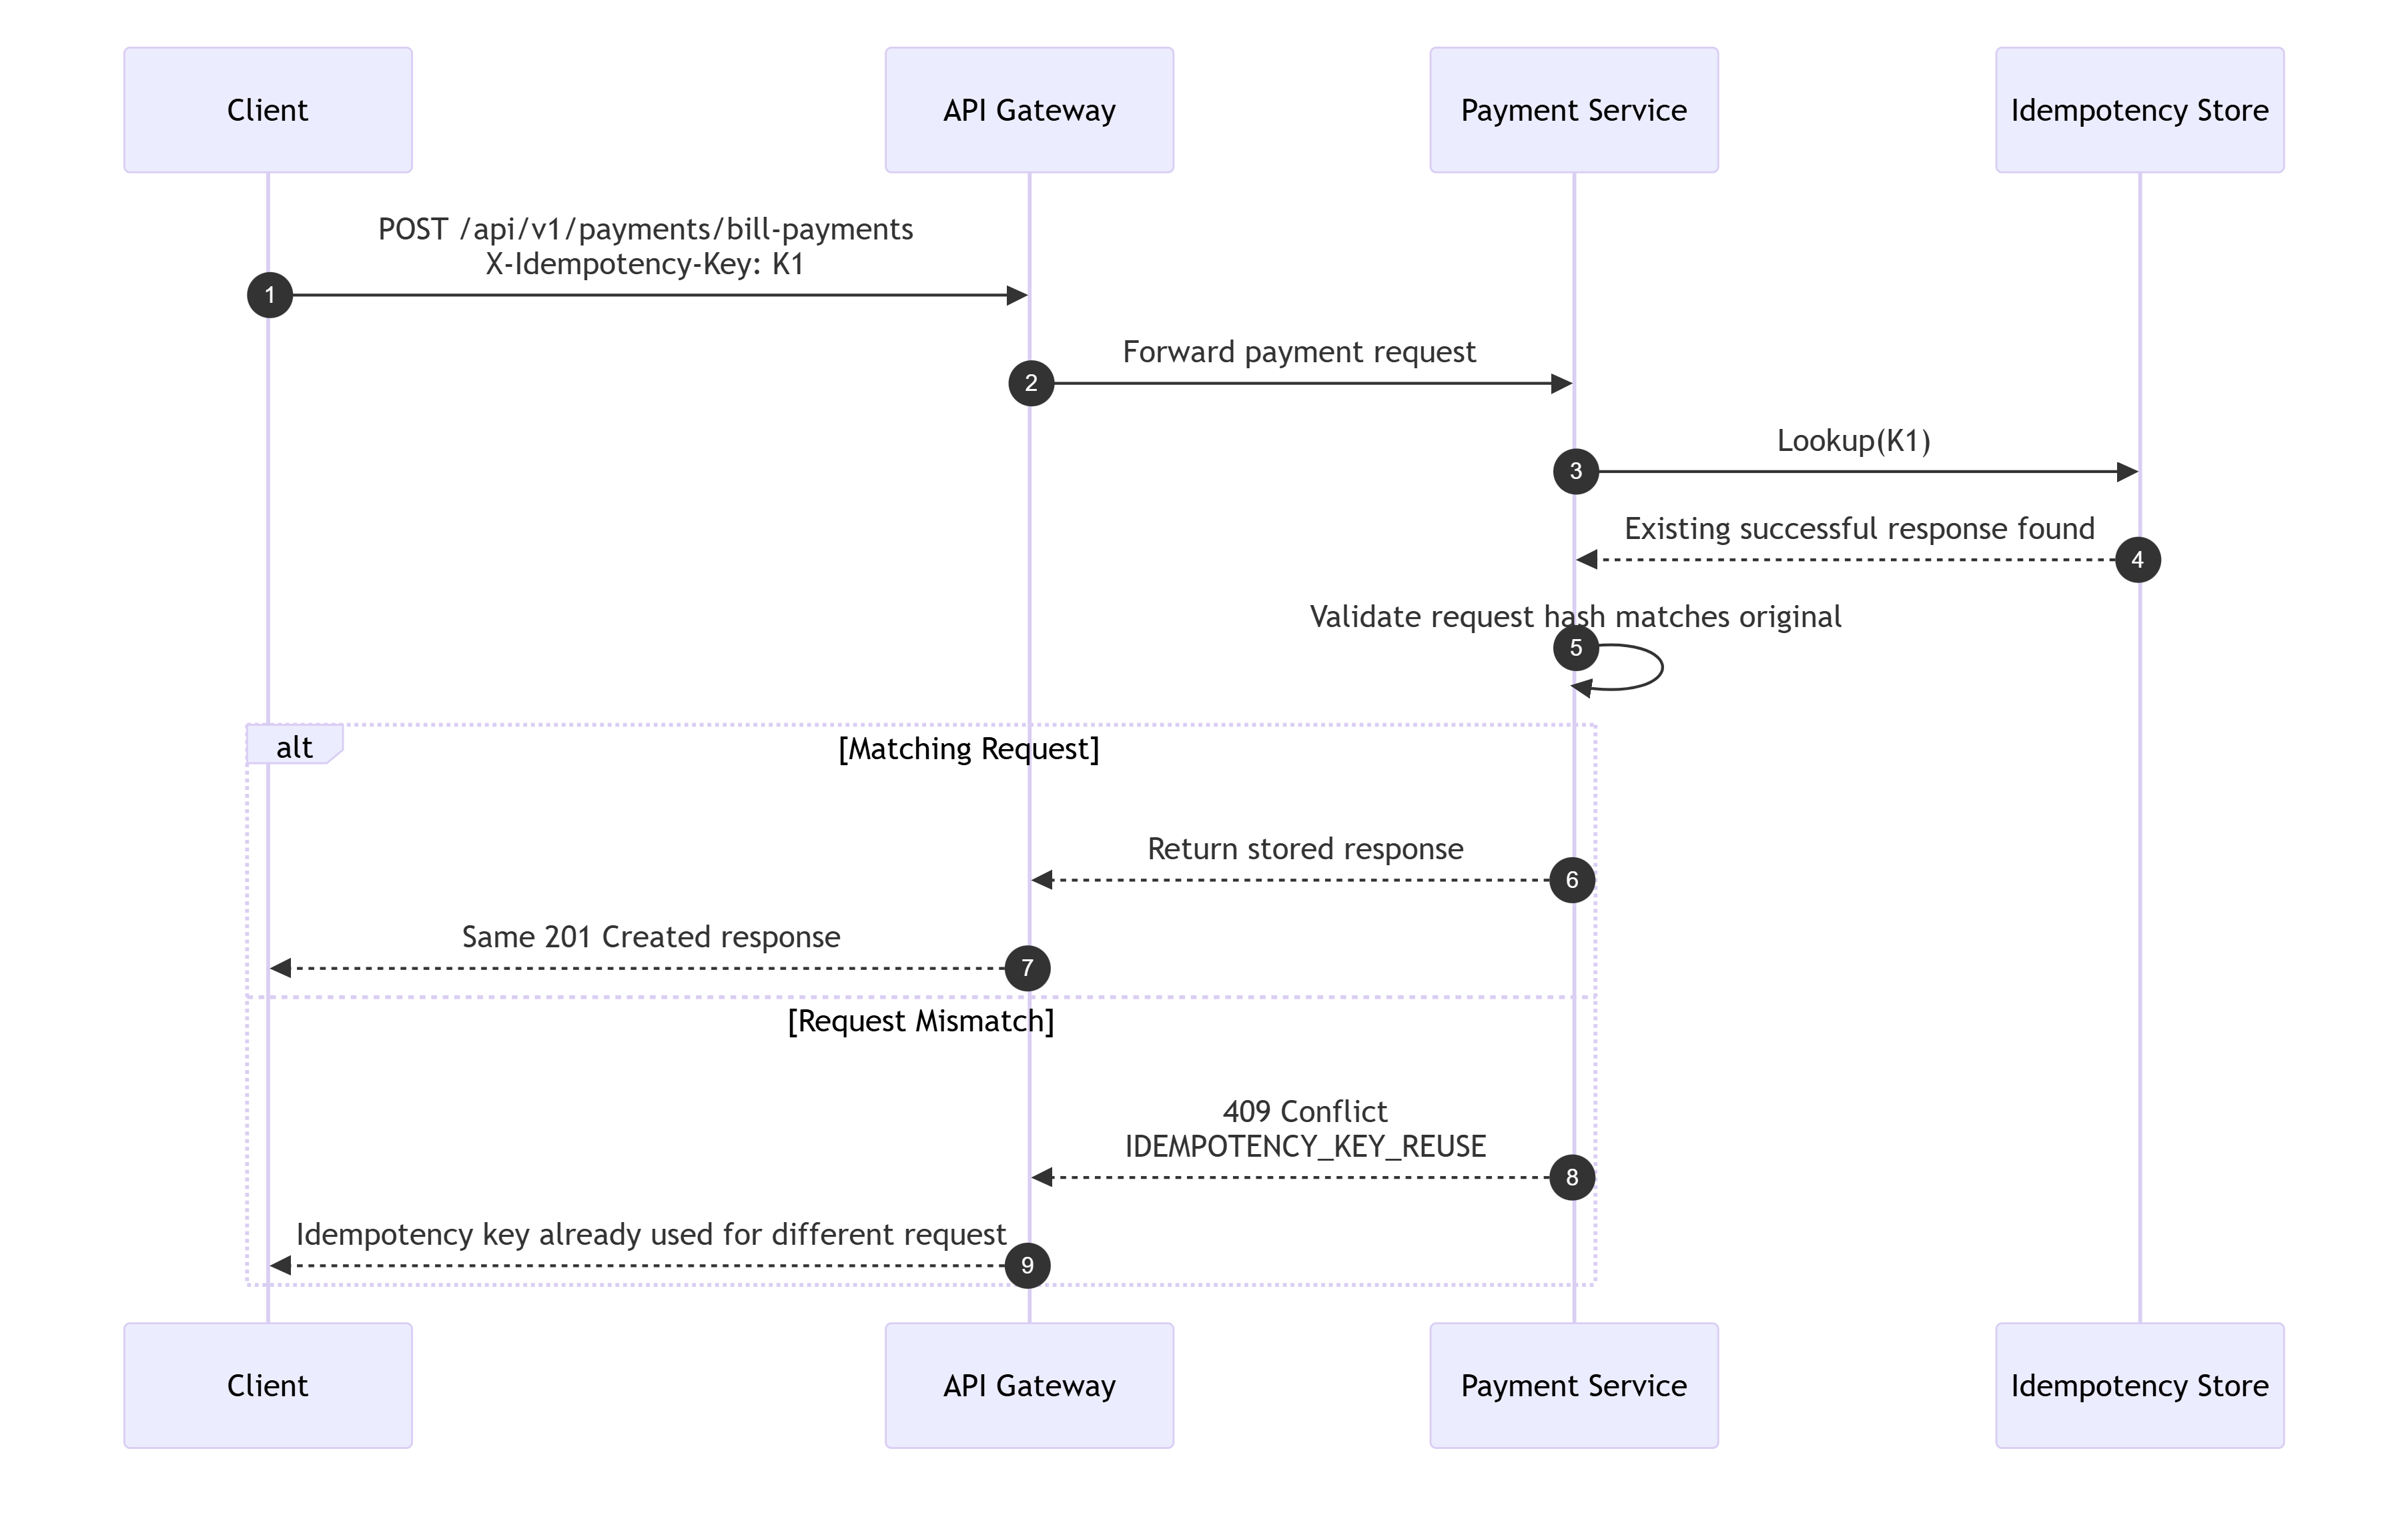 Client
API Gateway
Payment Service
Idempotency Store
POST /api/v1/payments/bill-payments
X-Idempotency-Key: K1
1
Forward payment request
2
Lookup(K1)
3
Existing successful response found
4
Validate request hash matches original
5
alt
[Matching Request]
Return stored response
6
Same 201 Created response
7
[Request Mismatch]
409 Conflict
IDEMPOTENCY_KEY_REUSE
8
Idempotency key already used for different request
9
Client
API Gateway
Payment Service
Idempotency Store